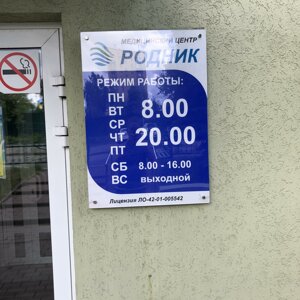 МЕДИЦИНСКИЙ ЦЕНТР
РОДНИК
РЕЖИМ РАБОТЫ:
ПН
ВТ 8.00
СР
ЧТ 20.00
ПТ
СБ 8.00 - 16.00
ВС выходной
Лицензия ЛО-42-01-005542